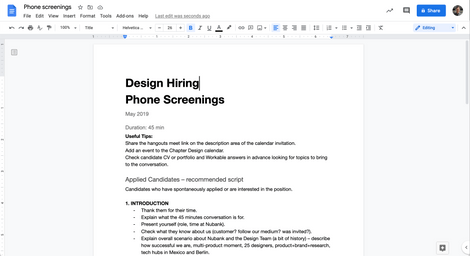 Phone screenings
File Edit View Insert Format Tools Add-ons Help Last edit was seconds ago
Share
100% Title Helvetica ... 26 B I U A Editing
Design Hiring
Phone Screenings
May 2019
Duration: 45 min
Useful Tips:
Share the hangouts meet link on the description area of the calendar invitation.
Add an event to the Chapter Design calendar.
Check candidate CV or portfolio and Workable answers in advance looking for topics to bring
to the conversation.
Applied Candidates – recommended script
Candidates who have spontaneously applied or are interested in the position.
1. INTRODUCTION
- Thank them for their time.
- Explain what the 45 minutes conversation is for.
- Present yourself (role, time at Nubank).
- Check what they know about us (customer? follow our medium? was invited?).
- Explain overall scenario about Nubank and the Design Team (a bit of history) – describe
how successful we are, multi-product moment, 25 designers, product+brand+research,
tech hubs in Mexico and Berlin.